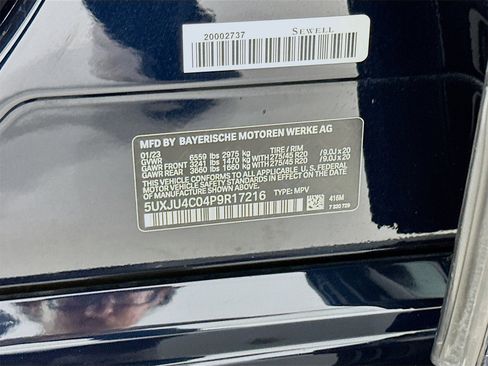 20002737 SEWELL
MFD BY BAYERISCHE MOTOREN WERKE AG
01/23 TIRE / RIM
GVWR 6559 lbs 2975 kg
GAWR FRONT 3241 lbs 1470 kg WITH 275/45 R20 / 9.0J x 20
GAWR REAR 3660 lbs 1660 kg WITH 275/45 R20 / 9.0J x 20
THIS VEHICLE CONFORMS TO ALL APPLICABLE U.S. FEDERAL
MOTOR VEHICLE SAFETY STANDARDS IN EFFECT ON THE DATE
OF MANUFACTURE SHOWN ABOVE.
5UXJU4C04P9R17216 TYPE: MPV
416M